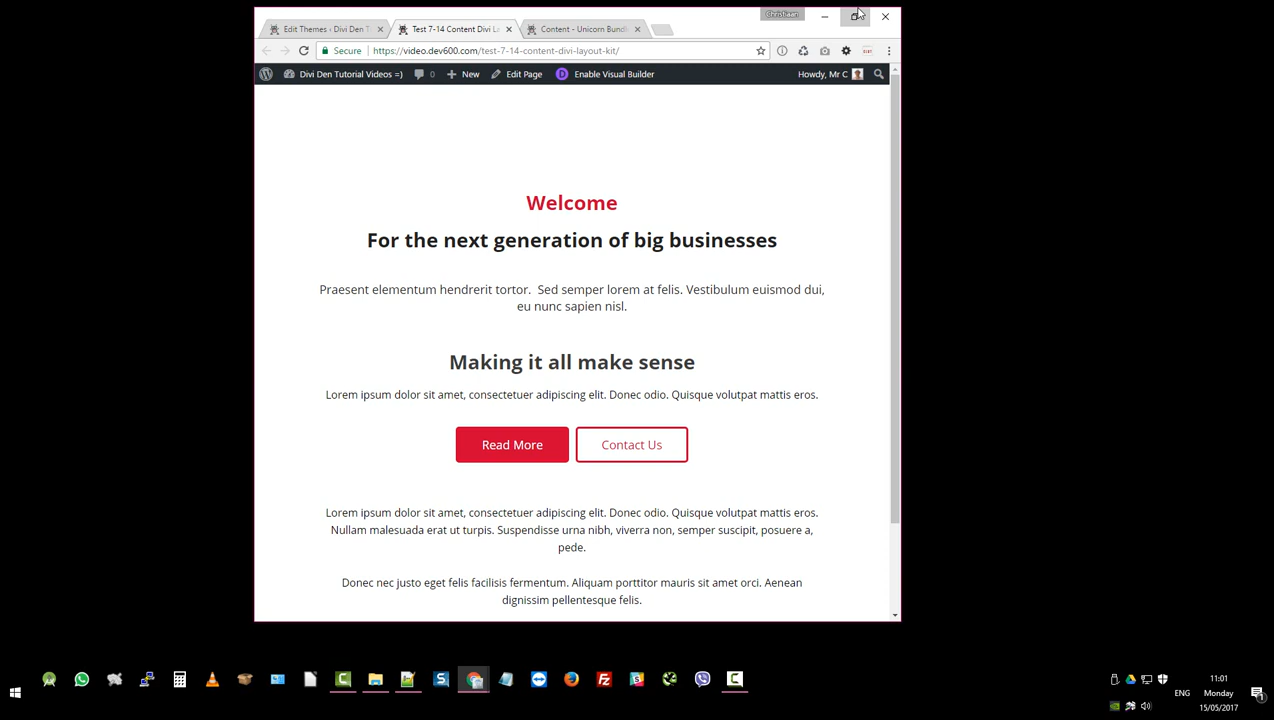 Christiaan
Edit Themes ‹ Divi Den T
Test 7-14 Content Divi La
Content - Unicorn Bundl
Secure
https://video.dev600.com/test-7-14-content-divi-layout-kit/
Divi Den Tutorial Videos =)
0
New
Edit Page
D
Enable Visual Builder
Howdy, Mr C
Welcome
For the next generation of big businesses
Praesent elementum hendrerit tortor.  Sed semper lorem at felis. Vestibulum euismod dui,
eu nunc sapien nisl.
Making it all make sense
Lorem ipsum dolor sit amet, consectetuer adipiscing elit. Donec odio. Quisque volutpat mattis eros.
Read More
Contact Us
Lorem ipsum dolor sit amet, consectetuer adipiscing elit. Donec odio. Quisque volutpat mattis eros.
Nullam malesuada erat ut turpis. Suspendisse urna nibh, viverra non, semper suscipit, posuere a,
pede.
Donec nec justo eget felis facilisis fermentum. Aliquam porttitor mauris sit amet orci. Aenean
dignissim pellentesque felis.
11:01
ENG
Monday
15/05/2017
1